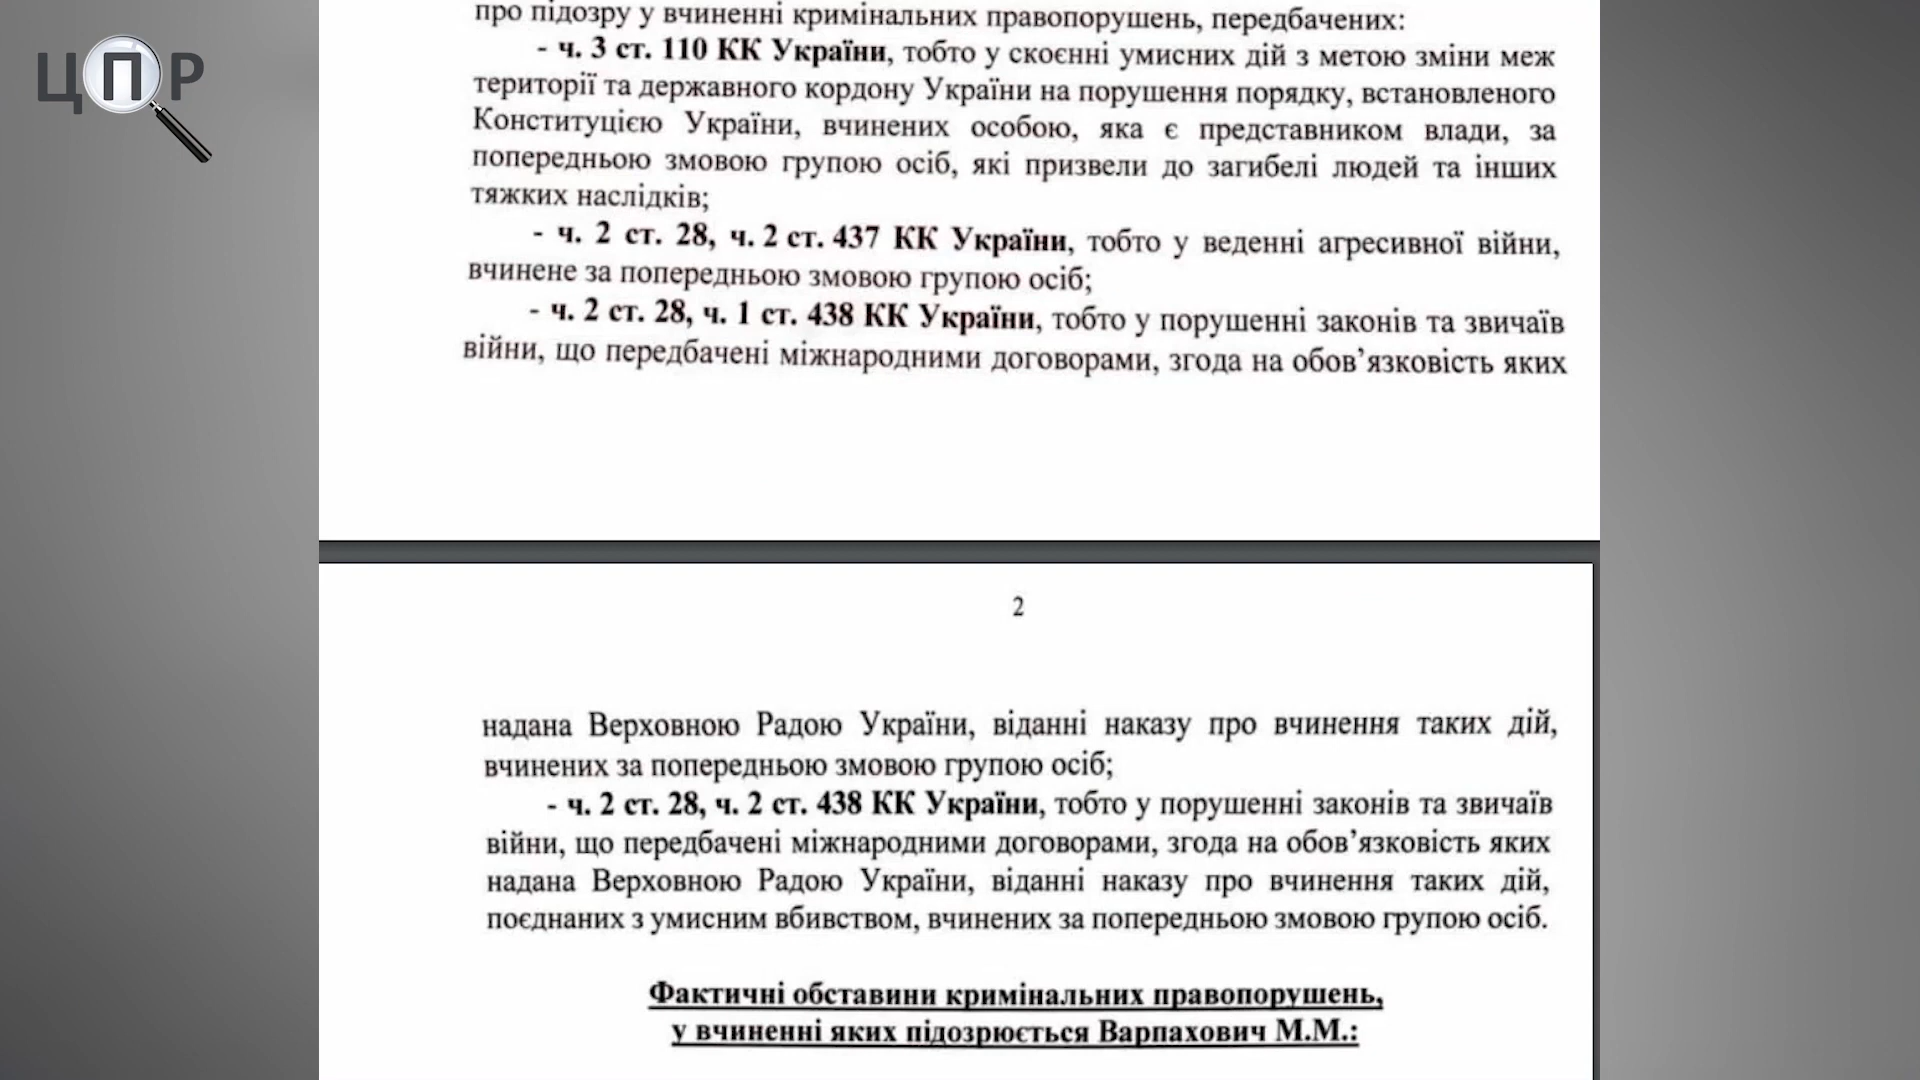 ЦПР
про підозру у вчиненні кримінальних правопорушень, передбачених:
- ч. 3 ст. 110 КК України, тобто у скоєнні умисних дій з метою зміни меж
території та державного кордону України на порушення порядку, встановленого
Конституцією України, вчинених особою, яка є представником влади, за
попередньою змовою групою осіб, які призвели до загибелі людей та інших
тяжких наслідків;
- ч. 2 ст. 28, ч. 2 ст. 437 КК України, тобто у веденні агресивної війни,
вчинене за попередньою змовою групою осіб;
- ч. 2 ст. 28, ч. 1 ст. 438 КК України, тобто у порушенні законів та звичаїв
війни, що передбачені міжнародними договорами, згода на обов’язковість яких
2
надана Верховною Радою України, віданні наказу про вчинення таких дій,
вчинених за попередньою змовою групою осіб;
- ч. 2 ст. 28, ч. 2 ст. 438 КК України, тобто у порушенні законів та звичаїв
війни, що передбачені міжнародними договорами, згода на обов’язковість яких
надана Верховною Радою України, віданні наказу про вчинення таких дій,
поєднаних з умисним вбивством, вчинених за попередньою змовою групою осіб.
Фактичні обставини кримінальних правопорушень,
у вчиненні яких підозрюється Варпахович М.М.: